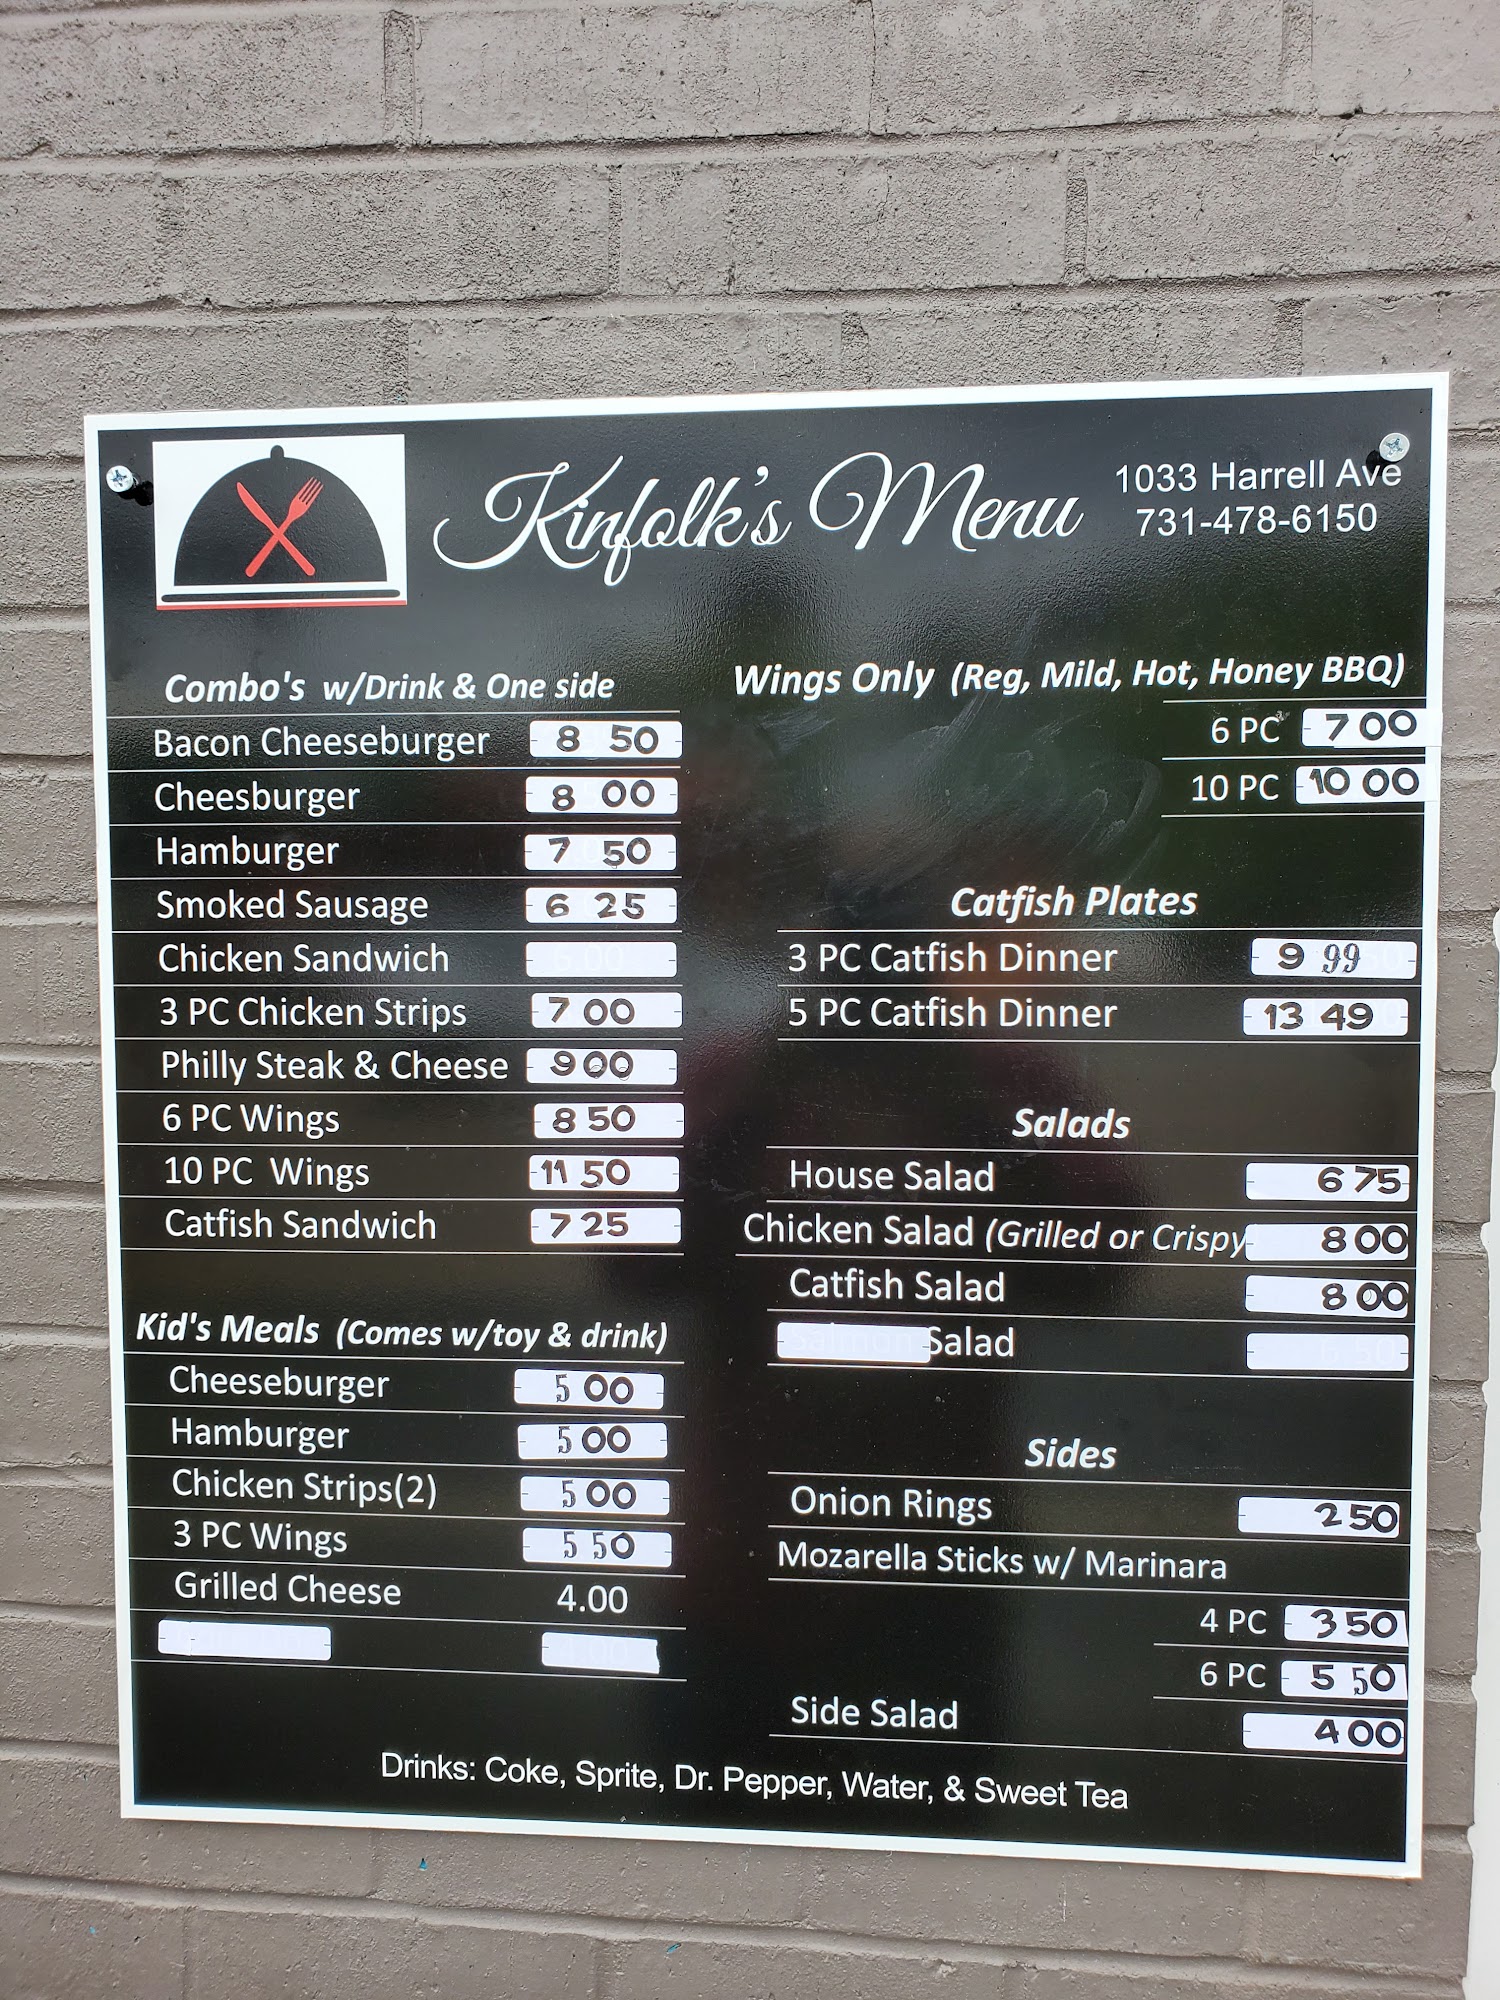 Kinfolk's Menu
1033 Harrell Ave
731-478-6150
Combo's w/Drink & One side
Bacon Cheeseburger 8 50
Cheesburger 8 00
Hamburger 7 50
Smoked Sausage 6 25
Chicken Sandwich 6.00
3 PC Chicken Strips 7 00
Philly Steak & Cheese 9 00
6 PC Wings 8 50
10 PC Wings 11 50
Catfish Sandwich 7 25
Kid's Meals (Comes w/toy & drink)
Cheeseburger 5 00
Hamburger 5 00
Chicken Strips(2) 5 00
3 PC Wings 5 50
Grilled Cheese 4.00
Wings Only (Reg, Mild, Hot, Honey BBQ)
6 PC 7 00
10 PC 10 00
Catfish Plates
3 PC Catfish Dinner 9 99
5 PC Catfish Dinner 13 49
Salads
House Salad 6 75
Chicken Salad (Grilled or Crispy 8 00
Catfish Salad 8 00
Salmon Salad
Sides
Onion Rings 2 50
Mozarella Sticks w/ Marinara
4 PC 3 50
6 PC 5 50
Side Salad 4 00
Drinks: Coke, Sprite, Dr. Pepper, Water, & Sweet Tea